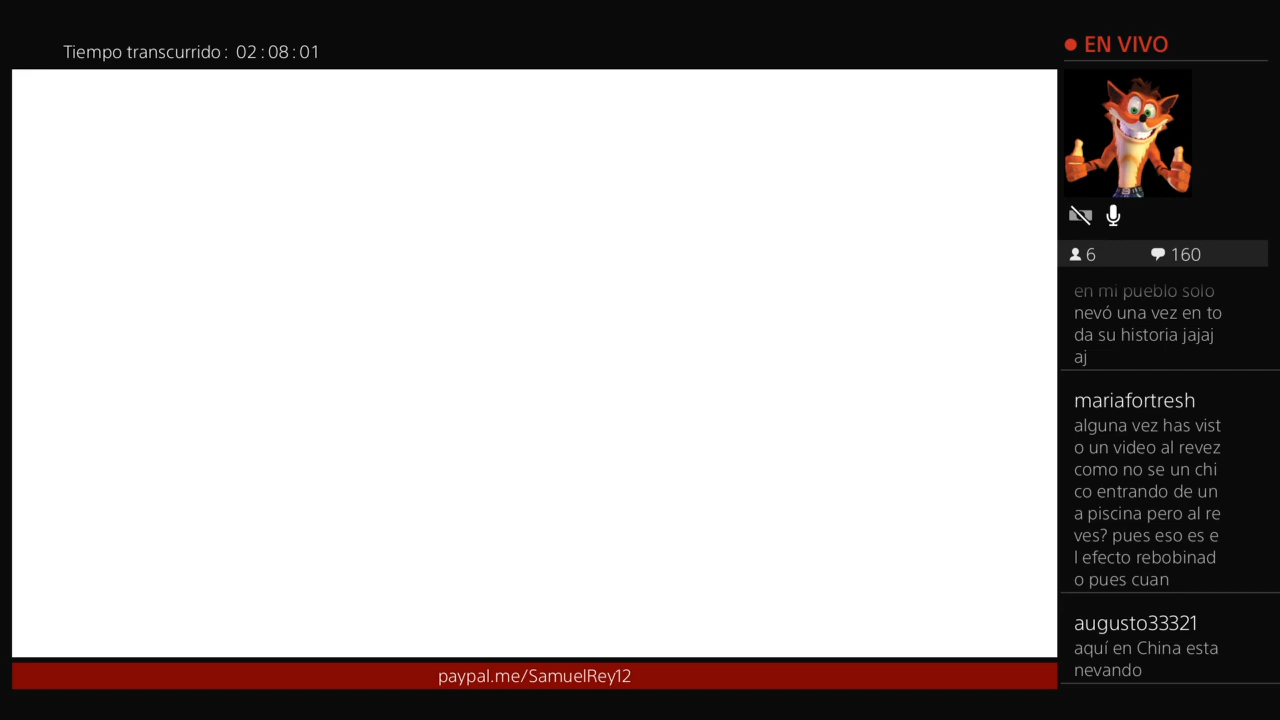 Tiempo transcurrido : 02 : 08 : 01
EN VIVO
6
160
en mi pueblo solo
nevó una vez en to
da su historia jajaj
aj
mariafortresh
alguna vez has vist
o un video al revez
como no se un chi
co entrando de un
a piscina pero al re
ves? pues eso es e
l efecto rebobinad
o pues cuan
augusto33321
aquí en China esta
nevando
paypal.me/SamuelRey12